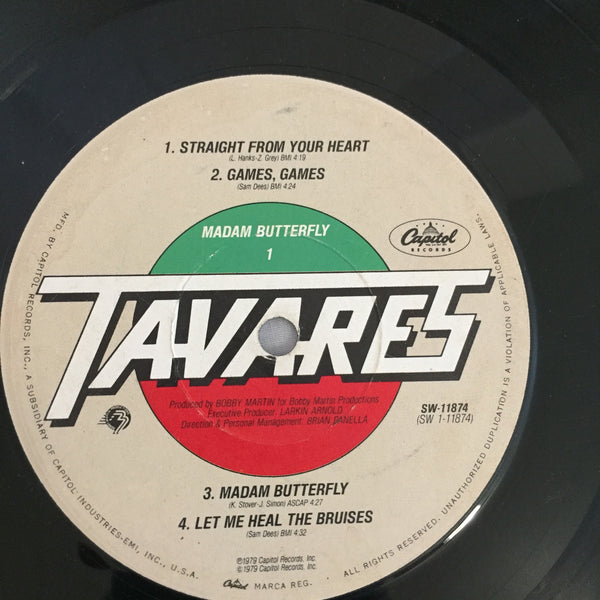 1. STRAIGHT FROM YOUR HEART
(L. Hanks-Z. Grey) BMI 4:19
2. GAMES, GAMES
(Sam Dees) BMI 4:24
MADAM BUTTERFLY
1
Capitol
RECORDS
TAVARES
Produced by BOBBY MARTIN for Bobby Martin Productions
Executive Producer: LARKIN ARNOLD
Direction & Personal Management: BRIAN PANELLA
SW-11874
(SW 1-11874)
3. MADAM BUTTERFLY
(K. Stover-J. Simon) ASCAP 4:27
4. LET ME HEAL THE BRUISES
(Sam Dees) BMI 4:32
℗1979 Capitol Records, Inc.
©1979 Capitol Records, Inc.
MFD. BY CAPITOL RECORDS, INC., A SUBSIDIARY OF CAPITOL INDUSTRIES-EMI, INC., U.S.A.
Capitol MARCA REG.
ALL RIGHTS RESERVED. UNAUTHORIZED DUPLICATION IS A VIOLATION OF APPLICABLE LAWS.